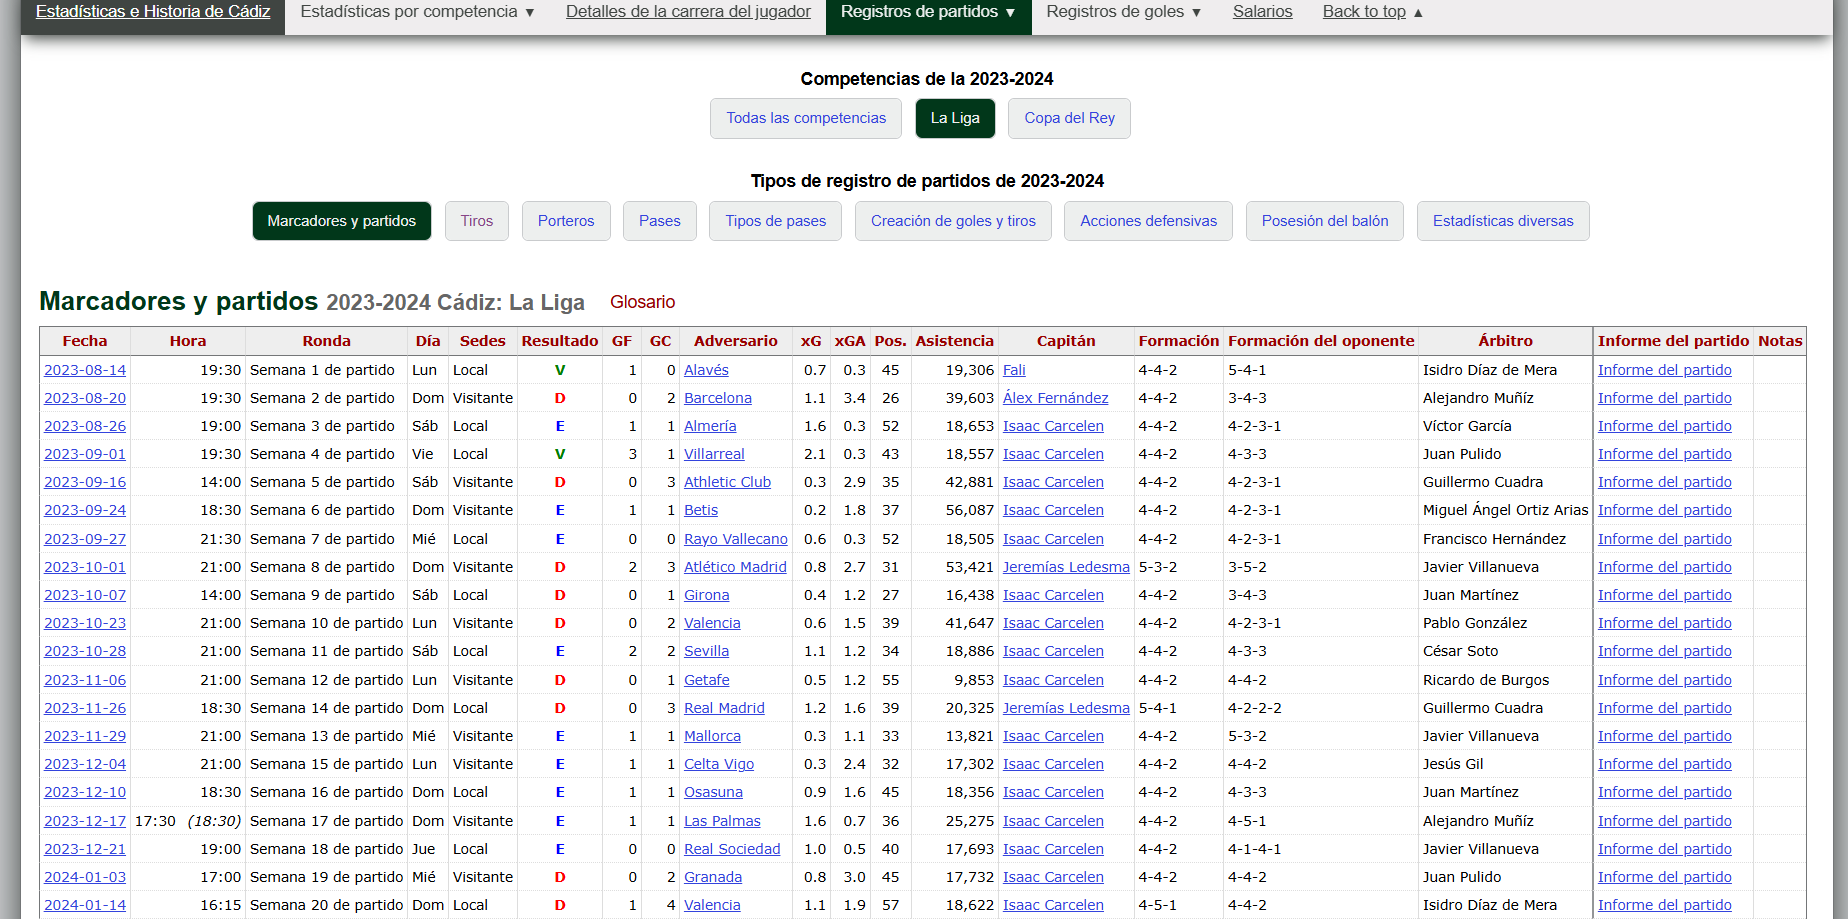 Estadísticas e Historia de Cádiz Estadísticas por competencia ▼ Detalles de la carrera del jugador Registros de partidos ▼ Registros de goles ▼ Salarios Back to top ▲
Competencias de la 2023-2024
Todas las competencias La Liga Copa del Rey
Tipos de registro de partidos de 2023-2024
Marcadores y partidos Tiros Porteros Pases Tipos de pases Creación de goles y tiros Acciones defensivas Posesión del balón Estadísticas diversas
Marcadores y partidos 2023-2024 Cádiz: La Liga Glosario
Fecha Hora Ronda Día Sedes Resultado GF GC Adversario xG xGA Pos. Asistencia Capitán Formación Formación del oponente Árbitro Informe del partido Notas
2023-08-14 19:30 Semana 1 de partido Lun Local V 1 0 Alavés 0.7 0.3 45 19,306 Fali 4-4-2 5-4-1 Isidro Díaz de Mera Informe del partido
2023-08-20 19:30 Semana 2 de partido Dom Visitante D 0 2 Barcelona 1.1 3.4 26 39,603 Álex Fernández 4-4-2 3-4-3 Alejandro Muñíz Informe del partido
2023-08-26 19:00 Semana 3 de partido Sáb Local E 1 1 Almería 1.6 0.3 52 18,653 Isaac Carcelen 4-4-2 4-2-3-1 Víctor García Informe del partido
2023-09-01 19:30 Semana 4 de partido Vie Local V 3 1 Villarreal 2.1 0.3 43 18,557 Isaac Carcelen 4-4-2 4-3-3 Juan Pulido Informe del partido
2023-09-16 14:00 Semana 5 de partido Sáb Visitante D 0 3 Athletic Club 0.3 2.9 35 42,881 Isaac Carcelen 4-4-2 4-2-3-1 Guillermo Cuadra Informe del partido
2023-09-24 18:30 Semana 6 de partido Dom Visitante E 1 1 Betis 0.2 1.8 37 56,087 Isaac Carcelen 4-4-2 4-2-3-1 Miguel Ángel Ortiz Arias Informe del partido
2023-09-27 21:30 Semana 7 de partido Mié Local E 0 0 Rayo Vallecano 0.6 0.3 52 18,505 Isaac Carcelen 4-4-2 4-2-3-1 Francisco Hernández Informe del partido
2023-10-01 21:00 Semana 8 de partido Dom Visitante D 2 3 Atlético Madrid 0.8 2.7 31 53,421 Jeremías Ledesma 5-3-2 3-5-2 Javier Villanueva Informe del partido
2023-10-07 14:00 Semana 9 de partido Sáb Local D 0 1 Girona 0.4 1.2 27 16,438 Isaac Carcelen 4-4-2 3-4-3 Juan Martínez Informe del partido
2023-10-23 21:00 Semana 10 de partido Lun Visitante D 0 2 Valencia 0.6 1.5 39 41,647 Isaac Carcelen 4-4-2 4-2-3-1 Pablo González Informe del partido
2023-10-28 21:00 Semana 11 de partido Sáb Local E 2 2 Sevilla 1.1 1.2 34 18,886 Isaac Carcelen 4-4-2 4-3-3 César Soto Informe del partido
2023-11-06 21:00 Semana 12 de partido Lun Visitante D 0 1 Getafe 0.5 1.2 55 9,853 Isaac Carcelen 4-4-2 4-4-2 Ricardo de Burgos Informe del partido
2023-11-26 18:30 Semana 14 de partido Dom Local D 0 3 Real Madrid 1.2 1.6 39 20,325 Jeremías Ledesma 5-4-1 4-2-2-2 Guillermo Cuadra Informe del partido
2023-11-29 21:00 Semana 13 de partido Mié Visitante E 1 1 Mallorca 0.3 1.1 33 13,821 Isaac Carcelen 4-4-2 5-3-2 Javier Villanueva Informe del partido
2023-12-04 21:00 Semana 15 de partido Lun Visitante E 1 1 Celta Vigo 0.3 2.4 32 17,302 Isaac Carcelen 4-4-2 4-4-2 Jesús Gil Informe del partido
2023-12-10 18:30 Semana 16 de partido Dom Local E 1 1 Osasuna 0.9 1.6 45 18,356 Isaac Carcelen 4-4-2 4-3-3 Juan Martínez Informe del partido
2023-12-17 17:30 (18:30) Semana 17 de partido Dom Visitante E 1 1 Las Palmas 1.6 0.7 36 25,275 Isaac Carcelen 4-4-2 4-5-1 Alejandro Muñíz Informe del partido
2023-12-21 19:00 Semana 18 de partido Jue Local E 0 0 Real Sociedad 1.0 0.5 40 17,693 Isaac Carcelen 4-4-2 4-1-4-1 Javier Villanueva Informe del partido
2024-01-03 17:00 Semana 19 de partido Mié Visitante D 0 2 Granada 0.8 3.0 45 17,732 Isaac Carcelen 4-4-2 4-4-2 Juan Pulido Informe del partido
2024-01-14 16:15 Semana 20 de partido Dom Local D 1 4 Valencia 1.1 1.9 57 18,622 Isaac Carcelen 4-5-1 4-4-2 Isidro Díaz de Mera Informe del partido